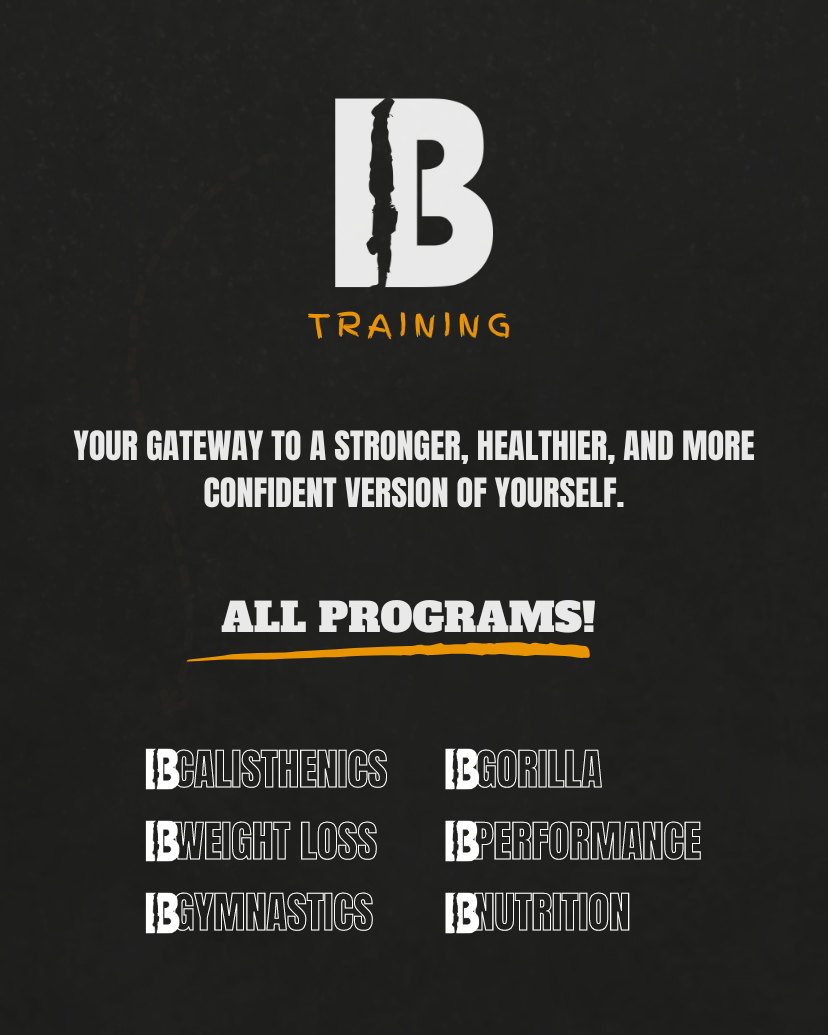 B
TRAINING
YOUR GATEWAY TO A STRONGER, HEALTHIER, AND MORE
CONFIDENT VERSION OF YOURSELF.
ALL PROGRAMS!
BCALISTHENICS
BGORILLA
BWEIGHT LOSS
BPERFORMANCE
BGYMNASTICS
BNUTRITION